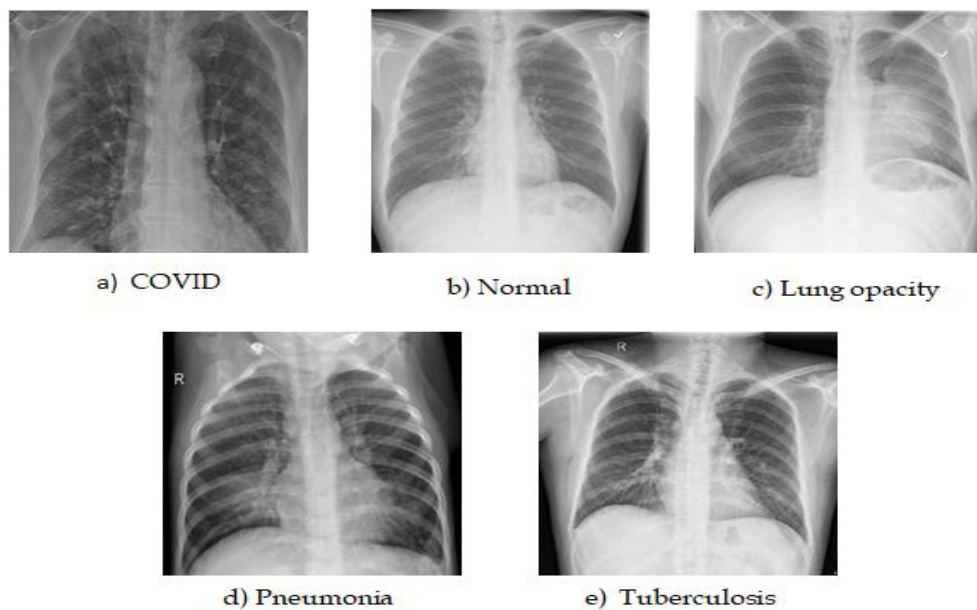 a) COVID
b) Normal
c) Lung opacity
R
R
d) Pneumonia
e) Tuberculosis